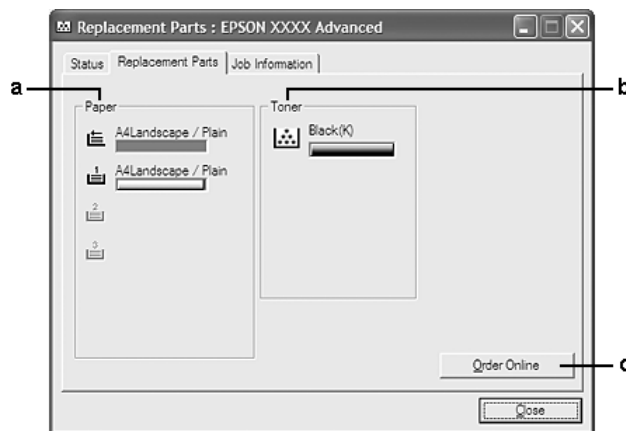 Replacement Parts : EPSON XXXX Advanced
Status Replacement Parts Job Information
a
b
Paper
Toner
A4Landscape / Plain
Black(K)
1
A4Landscape / Plain
2
3
Order Online
Close